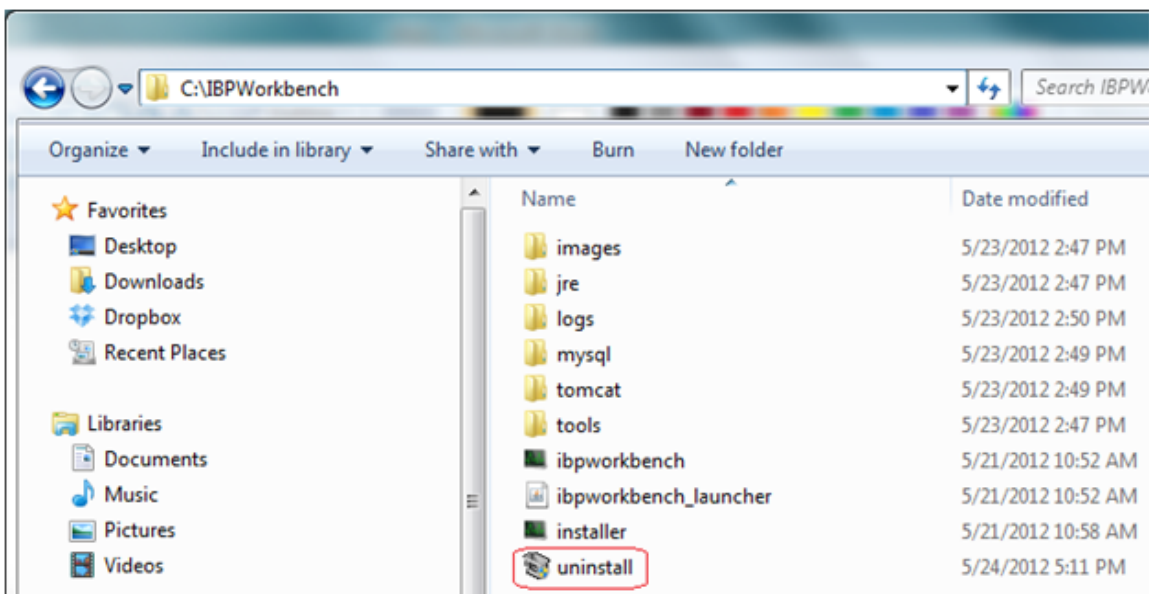 C:\IBPWorkbench
Search IBPW
Organize Include in library Share with Burn New folder
Favorites
Desktop
Downloads
Dropbox
Recent Places
Libraries
Documents
Music
Pictures
Videos
Name Date modified
images 5/23/2012 2:47 PM
jre 5/23/2012 2:47 PM
logs 5/23/2012 2:50 PM
mysql 5/23/2012 2:49 PM
tomcat 5/23/2012 2:49 PM
tools 5/23/2012 2:47 PM
ibpworkbench 5/21/2012 10:52 AM
ibpworkbench_launcher 5/21/2012 10:52 AM
installer 5/21/2012 10:58 AM
uninstall 5/24/2012 5:11 PM